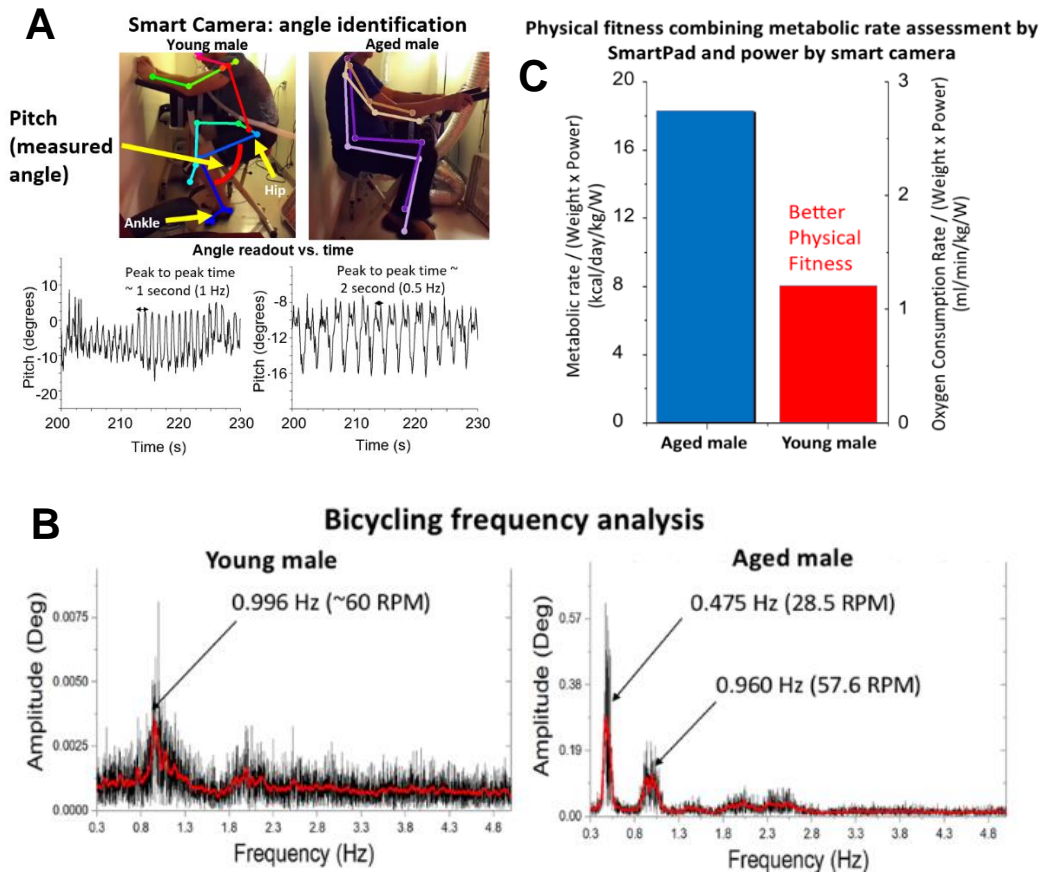 A
Smart Camera: angle identification
Young male
Aged male
Pitch
(measured
angle)
Hip
Ankle
Angle readout vs. time
Peak to peak time
~ 1 second (1 Hz)
Pitch (degrees)
10
0
-10
-20
200 210 220 230
Time (s)
Peak to peak time ~
2 second (0.5 Hz)
Pitch (degrees)
-8
-12
-16
200 210 220 230
Time (s)
Physical fitness combining metabolic rate assessment by
SmartPad and power by smart camera
C
Metabolic rate / (Weight x Power)
(kcal/day/kg/W)
20
16
18
12
8
4
0
Better
Physical
Fitness
3
2
1
0
Oxygen Consumption Rate / (Weight x Power)
(ml/min/kg/W)
Aged male Young male
B
Bicycling frequency analysis
Young male
0.996 Hz (~60 RPM)
Amplitude (Deg)
0.0075
0.0050
0.0025
0.0000
0.3 0.8 1.3 1.8 2.3 2.8 3.3 3.8 4.3 4.8
Frequency (Hz)
Aged male
0.475 Hz (28.5 RPM)
0.960 Hz (57.6 RPM)
Amplitude (Deg)
0.57
0.38
0.19
0.00
0.3 0.8 1.3 1.8 2.3 2.8 3.3 3.8 4.3 4.8
Frequency (Hz)